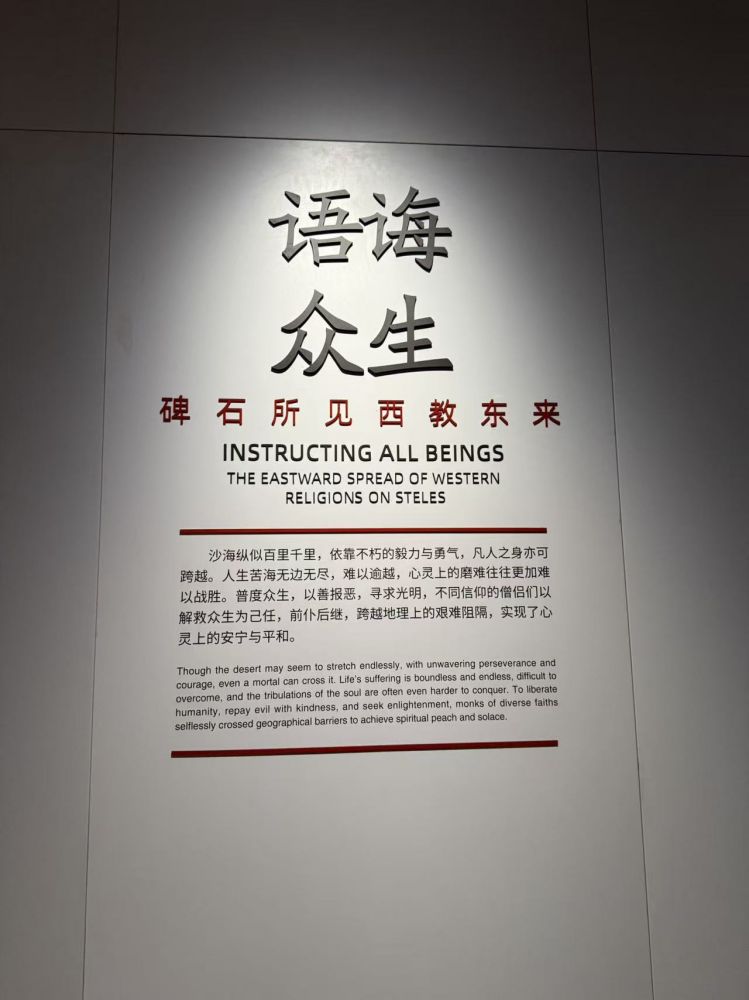 语诲
众生
碑石所见西教东来
INSTRUCTING ALL BEINGS
THE EASTWARD SPREAD OF WESTERN
RELIGIONS ON STELES
沙海纵似百里千里，依靠不朽的毅力与勇气，凡人之身亦可
跨越。人生苦海无边无尽，难以逾越，心灵上的磨难往往更加难
以战胜。普度众生，以善报恶，寻求光明，不同信仰的僧侣们以
解救众生为己任，前仆后继，跨越地理上的艰难阻隔，实现了心
灵上的安宁与平和。
Though the desert may seem to stretch endlessly, with unwavering perseverance and
courage, even a mortal can cross it. Life's suffering is boundless and endless, difficult to
overcome, and the tribulations of the soul are often even harder to conquer. To liberate
humanity, repay evil with kindness, and seek enlightenment, monks of diverse faiths
selflessly crossed geographical barriers to achieve spiritual peach and solace.